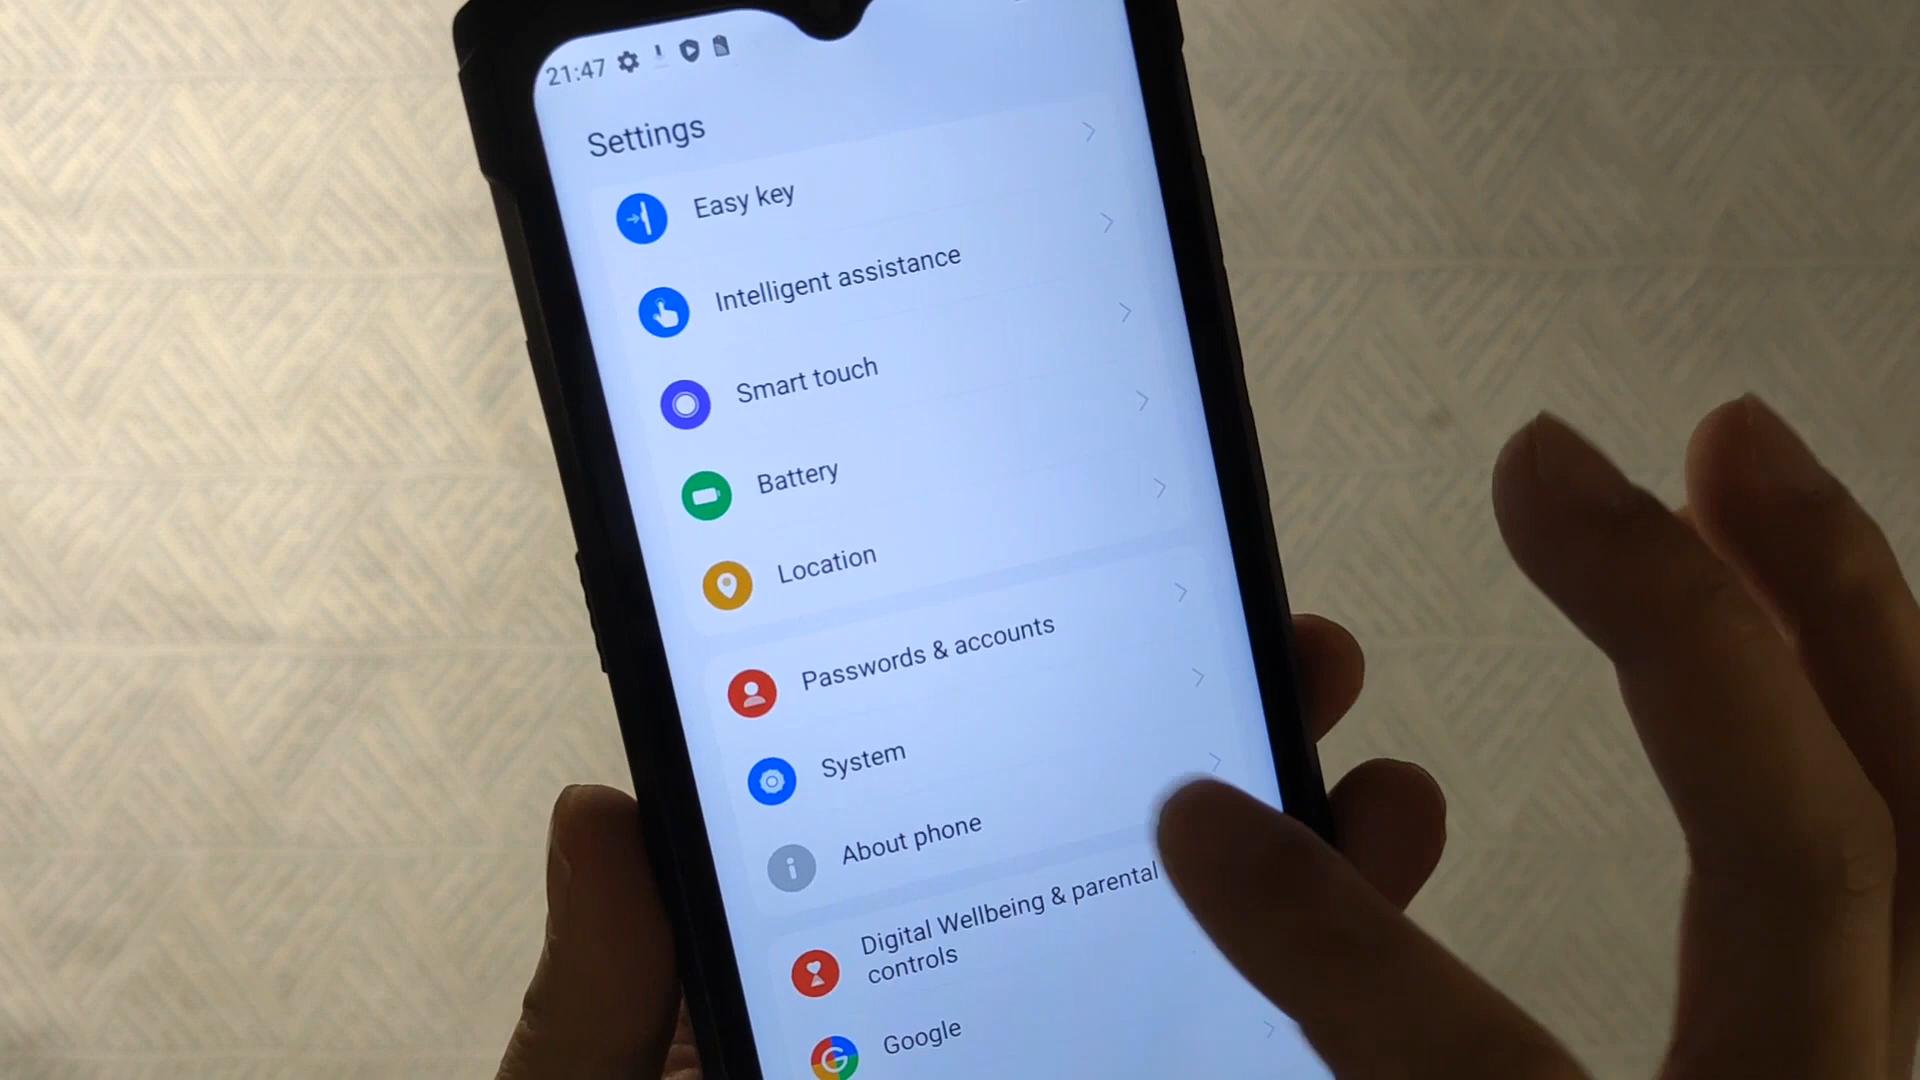 21:47
Settings
Easy key
Intelligent assistance
Smart touch
Battery
Location
Passwords & accounts
System
About phone
Digital Wellbeing & parental
controls
Google